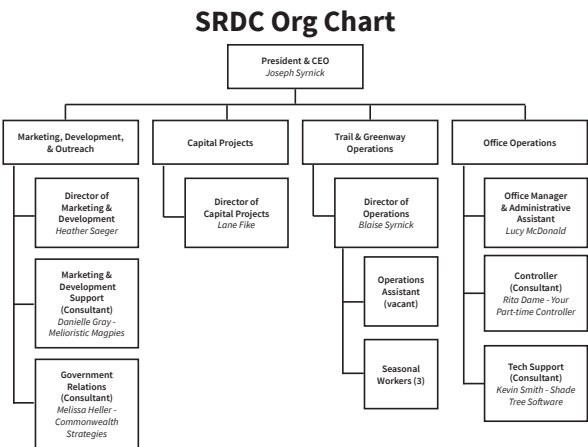 SRDC Org Chart
President & CEO
Joseph Syrnick
Marketing, Development,
& Outreach
Capital Projects
Trail & Greenway
Operations
Office Operations
Director of
Marketing &
Development
Heather Saeger
Director of
Capital Projects
Lane Fike
Director of
Operations
Blaise Syrnick
Office Manager
& Administrative
Assistant
Lucy McDonald
Marketing &
Development
Support
(Consultant)
Danielle Gray -
Melioristic Magpies
Operations
Assistant
(vacant)
Controller
(Consultant)
Rita Dame - Your
Part-time Controller
Government
Relations
(Consultant)
Melissa Heller -
Commonwealth
Strategies
Seasonal
Workers (3)
Tech Support
(Consultant)
Kevin Smith - Shade
Tree Software